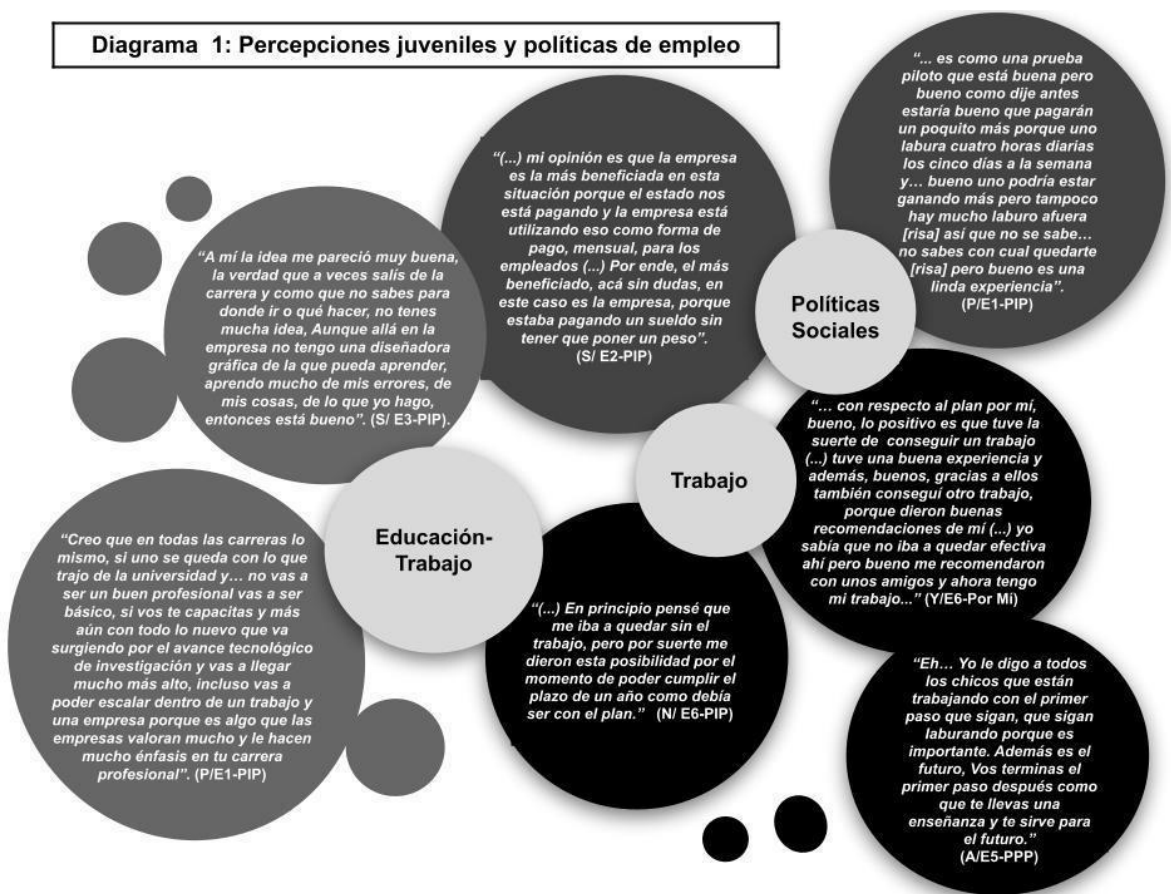 Diagrama 1: Percepciones juveniles y políticas de empleo
“... es como una prueba
piloto que está buena pero
bueno como dije antes
estaría bueno que pagarán
un poquito más porque uno
labura cuatro horas diarias
los cinco días a la semana
y… bueno uno podría estar
ganando más pero tampoco
hay mucho laburo afuera
[risa] así que no se sabe…
no sabes con cual quedarte
[risa] pero bueno es una
linda experiencia”.
(P/E1-PIP)
“(...) mi opinión es que la empresa
es la más beneficiada en esta
situación porque el estado nos
está pagando y la empresa está
utilizando eso como forma de
pago, mensual, para los
empleados (...) Por ende, el más
beneficiado, acá sin dudas, en
este caso es la empresa, porque
estaba pagando un sueldo sin
tener que poner un peso”.
(S/ E2-PIP)
“A mí la idea me pareció muy buena,
la verdad que a veces salís de la
carrera y como que no sabes para
donde ir o qué hacer, no tenes
mucha idea, Aunque allá en la
empresa no tengo una diseñadora
gráfica de la que pueda aprender,
aprendo mucho de mis errores, de
mis cosas, de lo que yo hago,
entonces está bueno”. (S/ E3-PIP).
Políticas
Sociales
“… con respecto al plan por mí,
bueno, lo positivo es que tuve la
suerte de conseguir un trabajo
(...) tuve una buena experiencia y
además, buenos, gracias a ellos
también conseguí otro trabajo,
porque dieron buenas
recomendaciones de mí (...) yo
sabía que no iba a quedar efectiva
ahí pero bueno me recomendaron
con unos amigos y ahora tengo
mi trabajo...” (Y/E6-Por Mí)
Trabajo
Educación-
Trabajo
“Creo que en todas las carreras lo
mismo, si uno se queda con lo que
trajo de la universidad y… no vas a
ser un buen profesional vas a ser
básico, si vos te capacitas y más
aún con todo lo nuevo que va
surgiendo por el avance tecnológico
de investigación y vas a llegar
mucho más alto, incluso vas a
poder escalar dentro de un trabajo y
una empresa porque es algo que las
empresas valoran mucho y le hacen
mucho énfasis en tu carrera
profesional”. (P/E1-PIP)
“(...) En principio pensé que
me iba a quedar sin el
trabajo, pero por suerte me
dieron esta posibilidad por el
momento de poder cumplir el
plazo de un año como debía
ser con el plan.” (N/ E6-PIP)
“Eh… Yo le digo a todos
los chicos que están
trabajando con el primer
paso que sigan, que sigan
laburando porque es
importante. Además es el
futuro, Vos terminas el
primer paso después como
que te llevas una
enseñanza y te sirve para
el futuro.”
(A/E5-PPP)